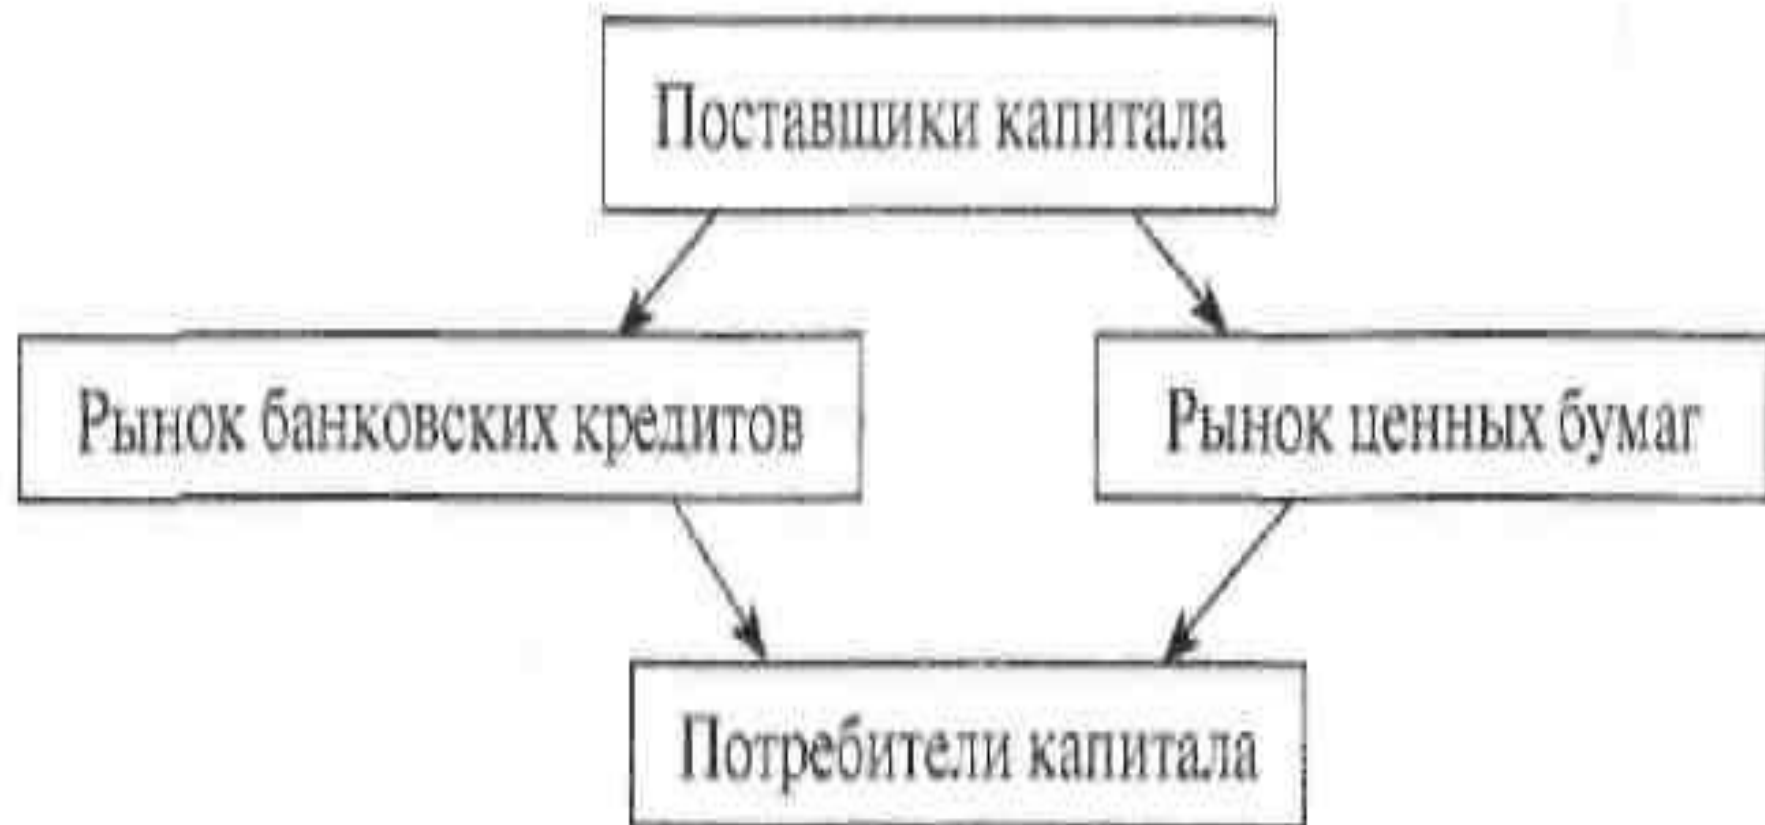 Поставщики капитала
Рынок банковских кредитов
Рынок ценных бумаг
Потребители капитала